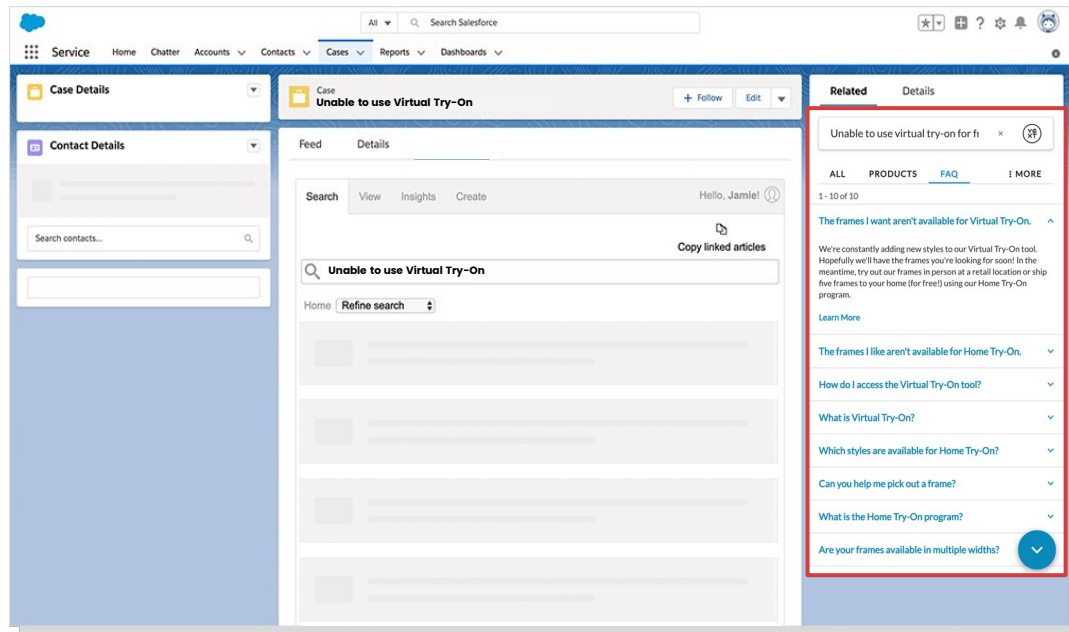 All
Search Salesforce
Service
Home
Chatter
Accounts
Contacts
Cases
Reports
Dashboards
Case Details
Contact Details
Search contacts...
Case
Unable to use Virtual Try-On
+ Follow
Edit
Feed
Details
Search
View
Insights
Create
Hello, Jamie!
Copy linked articles
Unable to use Virtual Try-On
Home
Refine search
Related
Details
Unable to use virtual try-on for
ALL
PRODUCTS
FAQ
MORE
1 - 10 of 10
The frames I want aren't available for Virtual Try-On.
We're constantly adding new styles to our Virtual Try-On tool.
Hopefully we'll have the frames you're looking for soon! In the
meantime, try out our frames in person at a retail location or ship
five frames to your home (for free!) using our Home Try-On
program.
Learn More
The frames I like aren't available for Home Try-On.
How do I access the Virtual Try-On tool?
What is Virtual Try-On?
Which styles are available for Home Try-On?
Can you help me pick out a frame?
What is the Home Try-On program?
Are your frames available in multiple widths?